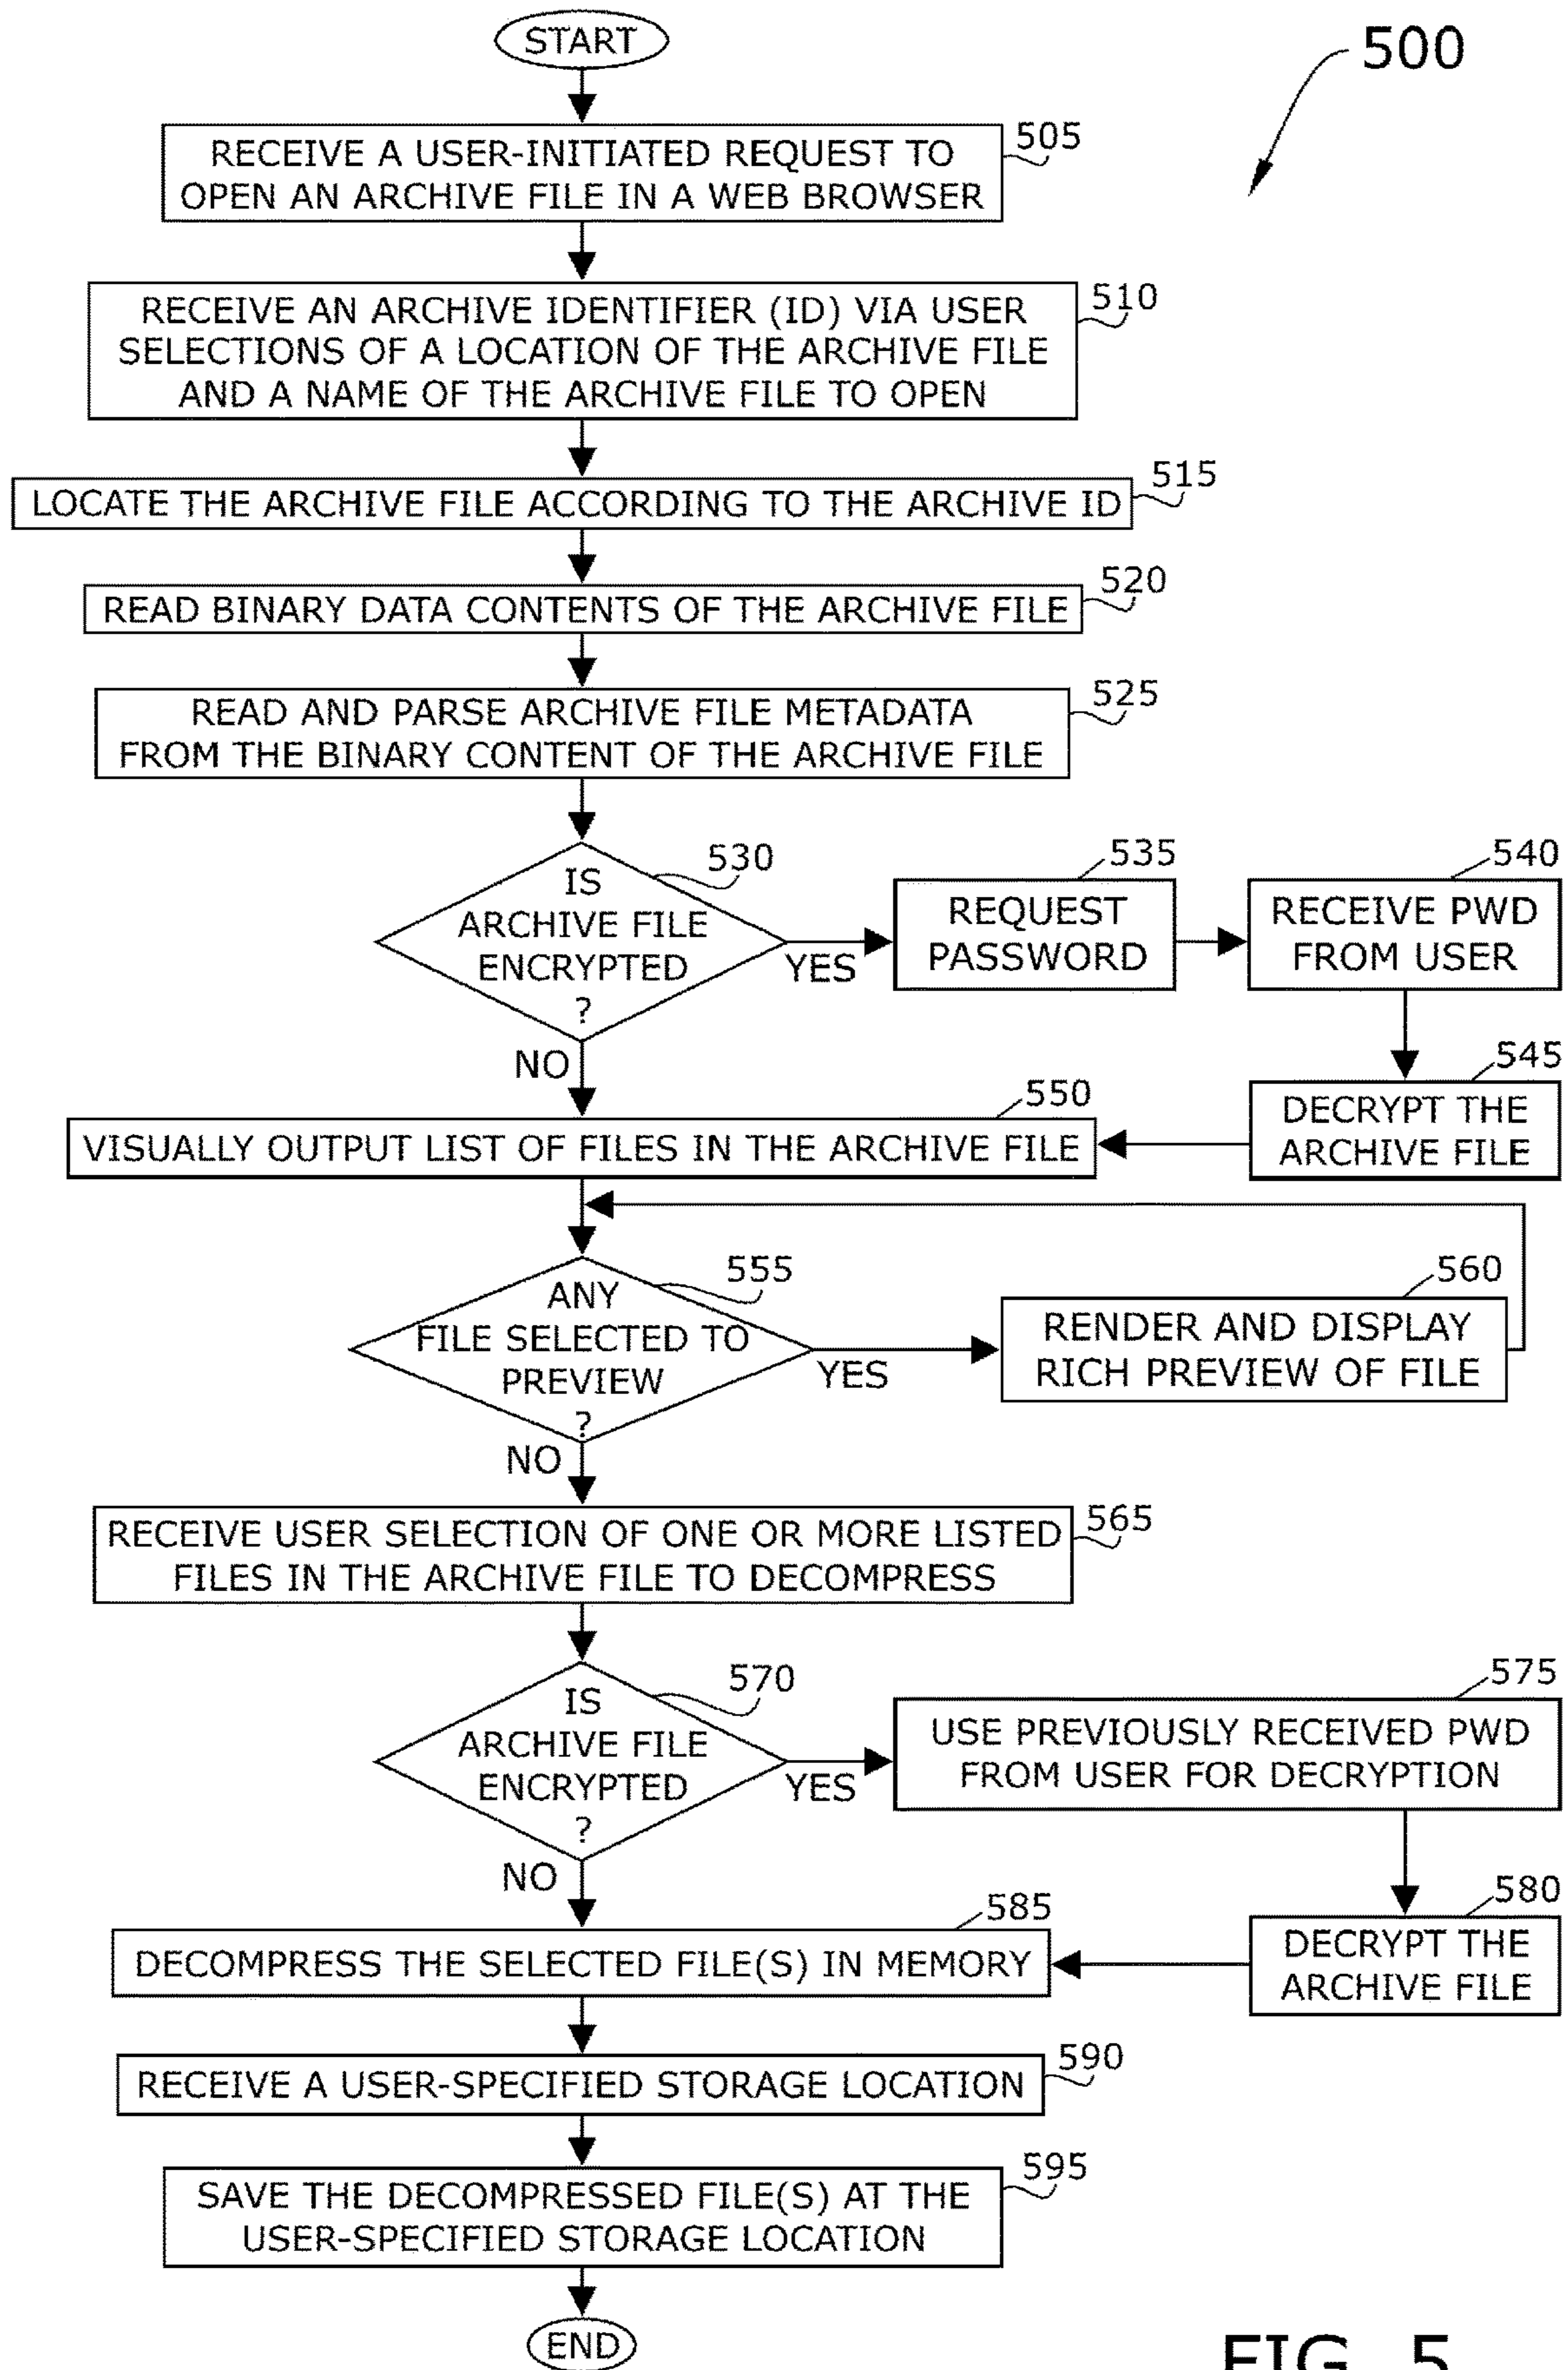 START
500
RECEIVE A USER-INITIATED REQUEST TO
OPEN AN ARCHIVE FILE IN A WEB BROWSER
505
RECEIVE AN ARCHIVE IDENTIFIER (ID) VIA USER
SELECTIONS OF A LOCATION OF THE ARCHIVE FILE
AND A NAME OF THE ARCHIVE FILE TO OPEN
510
LOCATE THE ARCHIVE FILE ACCORDING TO THE ARCHIVE ID
515
READ BINARY DATA CONTENTS OF THE ARCHIVE FILE
520
READ AND PARSE ARCHIVE FILE METADATA
FROM THE BINARY CONTENT OF THE ARCHIVE FILE
525
IS
ARCHIVE FILE
ENCRYPTED
?
530
YES
NO
REQUEST
PASSWORD
535
RECEIVE PWD
FROM USER
540
DECRYPT THE
ARCHIVE FILE
545
VISUALLY OUTPUT LIST OF FILES IN THE ARCHIVE FILE
550
ANY
FILE SELECTED TO
PREVIEW
?
555
YES
NO
RENDER AND DISPLAY
RICH PREVIEW OF FILE
560
RECEIVE USER SELECTION OF ONE OR MORE LISTED
FILES IN THE ARCHIVE FILE TO DECOMPRESS
565
IS
ARCHIVE FILE
ENCRYPTED
?
570
YES
NO
USE PREVIOUSLY RECEIVED PWD
FROM USER FOR DECRYPTION
575
DECRYPT THE
ARCHIVE FILE
580
DECOMPRESS THE SELECTED FILE(S) IN MEMORY
585
RECEIVE A USER-SPECIFIED STORAGE LOCATION
590
SAVE THE DECOMPRESSED FILE(S) AT THE
USER-SPECIFIED STORAGE LOCATION
595
END
FIG. 5